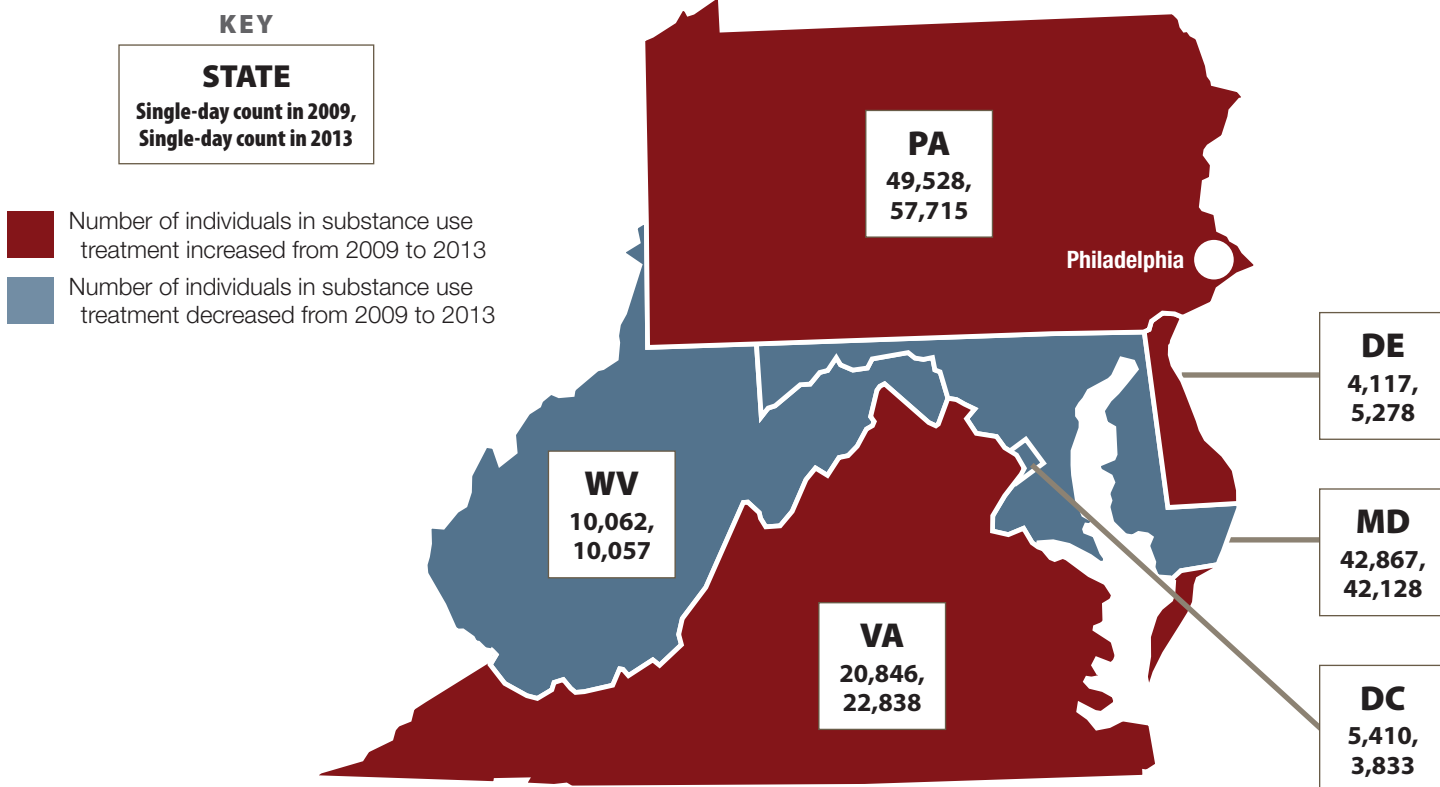 KEY
STATE
Single-day count in 2009,
Single-day count in 2013
Number of individuals in substance use
treatment increased from 2009 to 2013
Number of individuals in substance use
treatment decreased from 2009 to 2013
PA
49,528,
57,715
Philadelphia
DE
4,117,
5,278
WV
10,062,
10,057
MD
42,867,
42,128
VA
20,846,
22,838
DC
5,410,
3,833